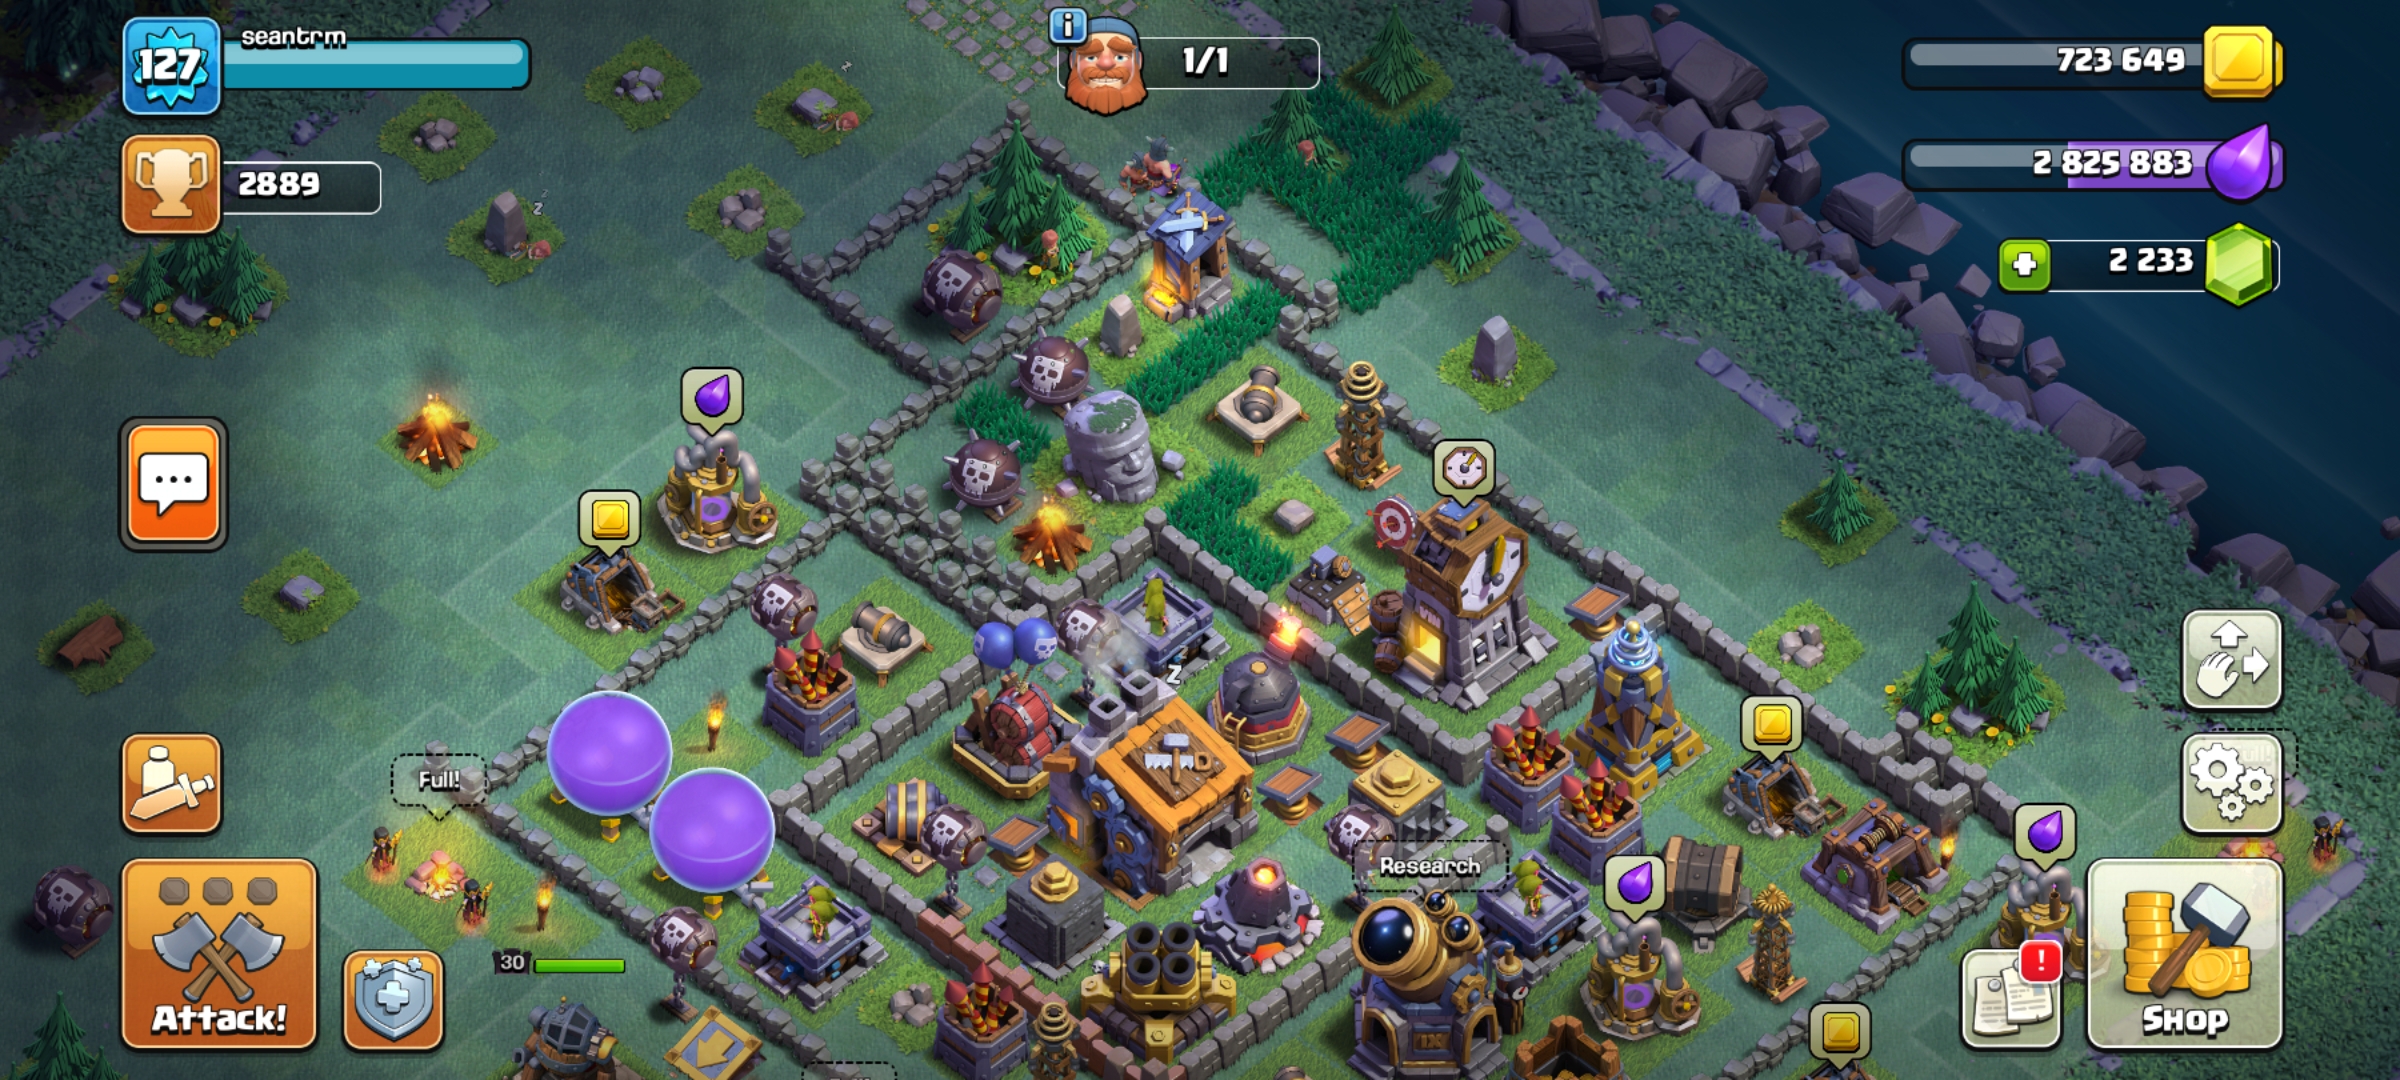 seantrm
127
1/1
723 649
2889
2 825 883
2 233
z
z
Z
Full!
Research
30
Attack!
!
Shop